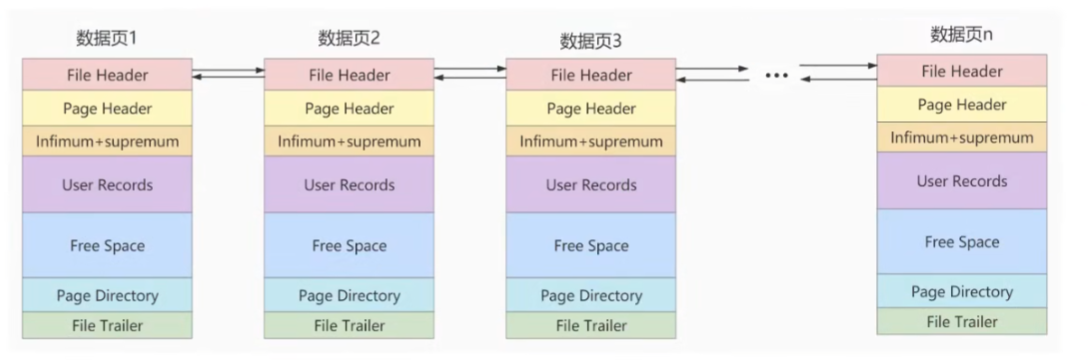 数据页1
File Header
Page Header
Infimum+supremum
User Records
Free Space
Page Directory
File Trailer
数据页2
File Header
Page Header
Infimum+supremum
User Records
Free Space
Page Directory
File Trailer
数据页3
File Header
Page Header
Infimum+supremum
User Records
Free Space
Page Directory
File Trailer
...
数据页n
File Header
Page Header
Infimum+supremum
User Records
Free Space
Page Directory
File Trailer